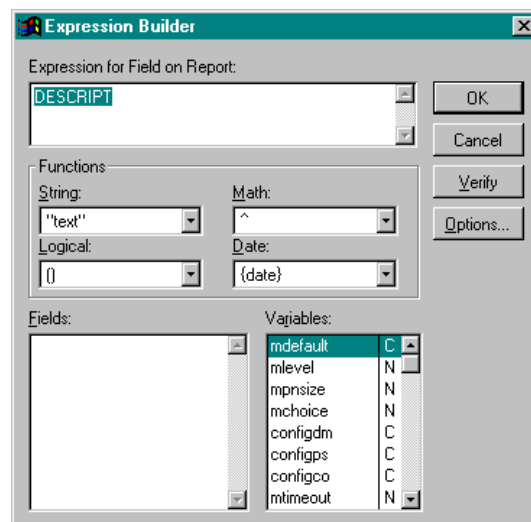 Expression Builder
Expression for Field on Report:
DESCRIPT
OK
Cancel
Verify
Options...
Functions
String:
Math:
"text"
^
Logical:
Date:
()
{date}
Fields:
Variables:
mdefault C
mlevel N
mpnsize N
mchoice N
configdm C
configps C
configco C
mtimeout N